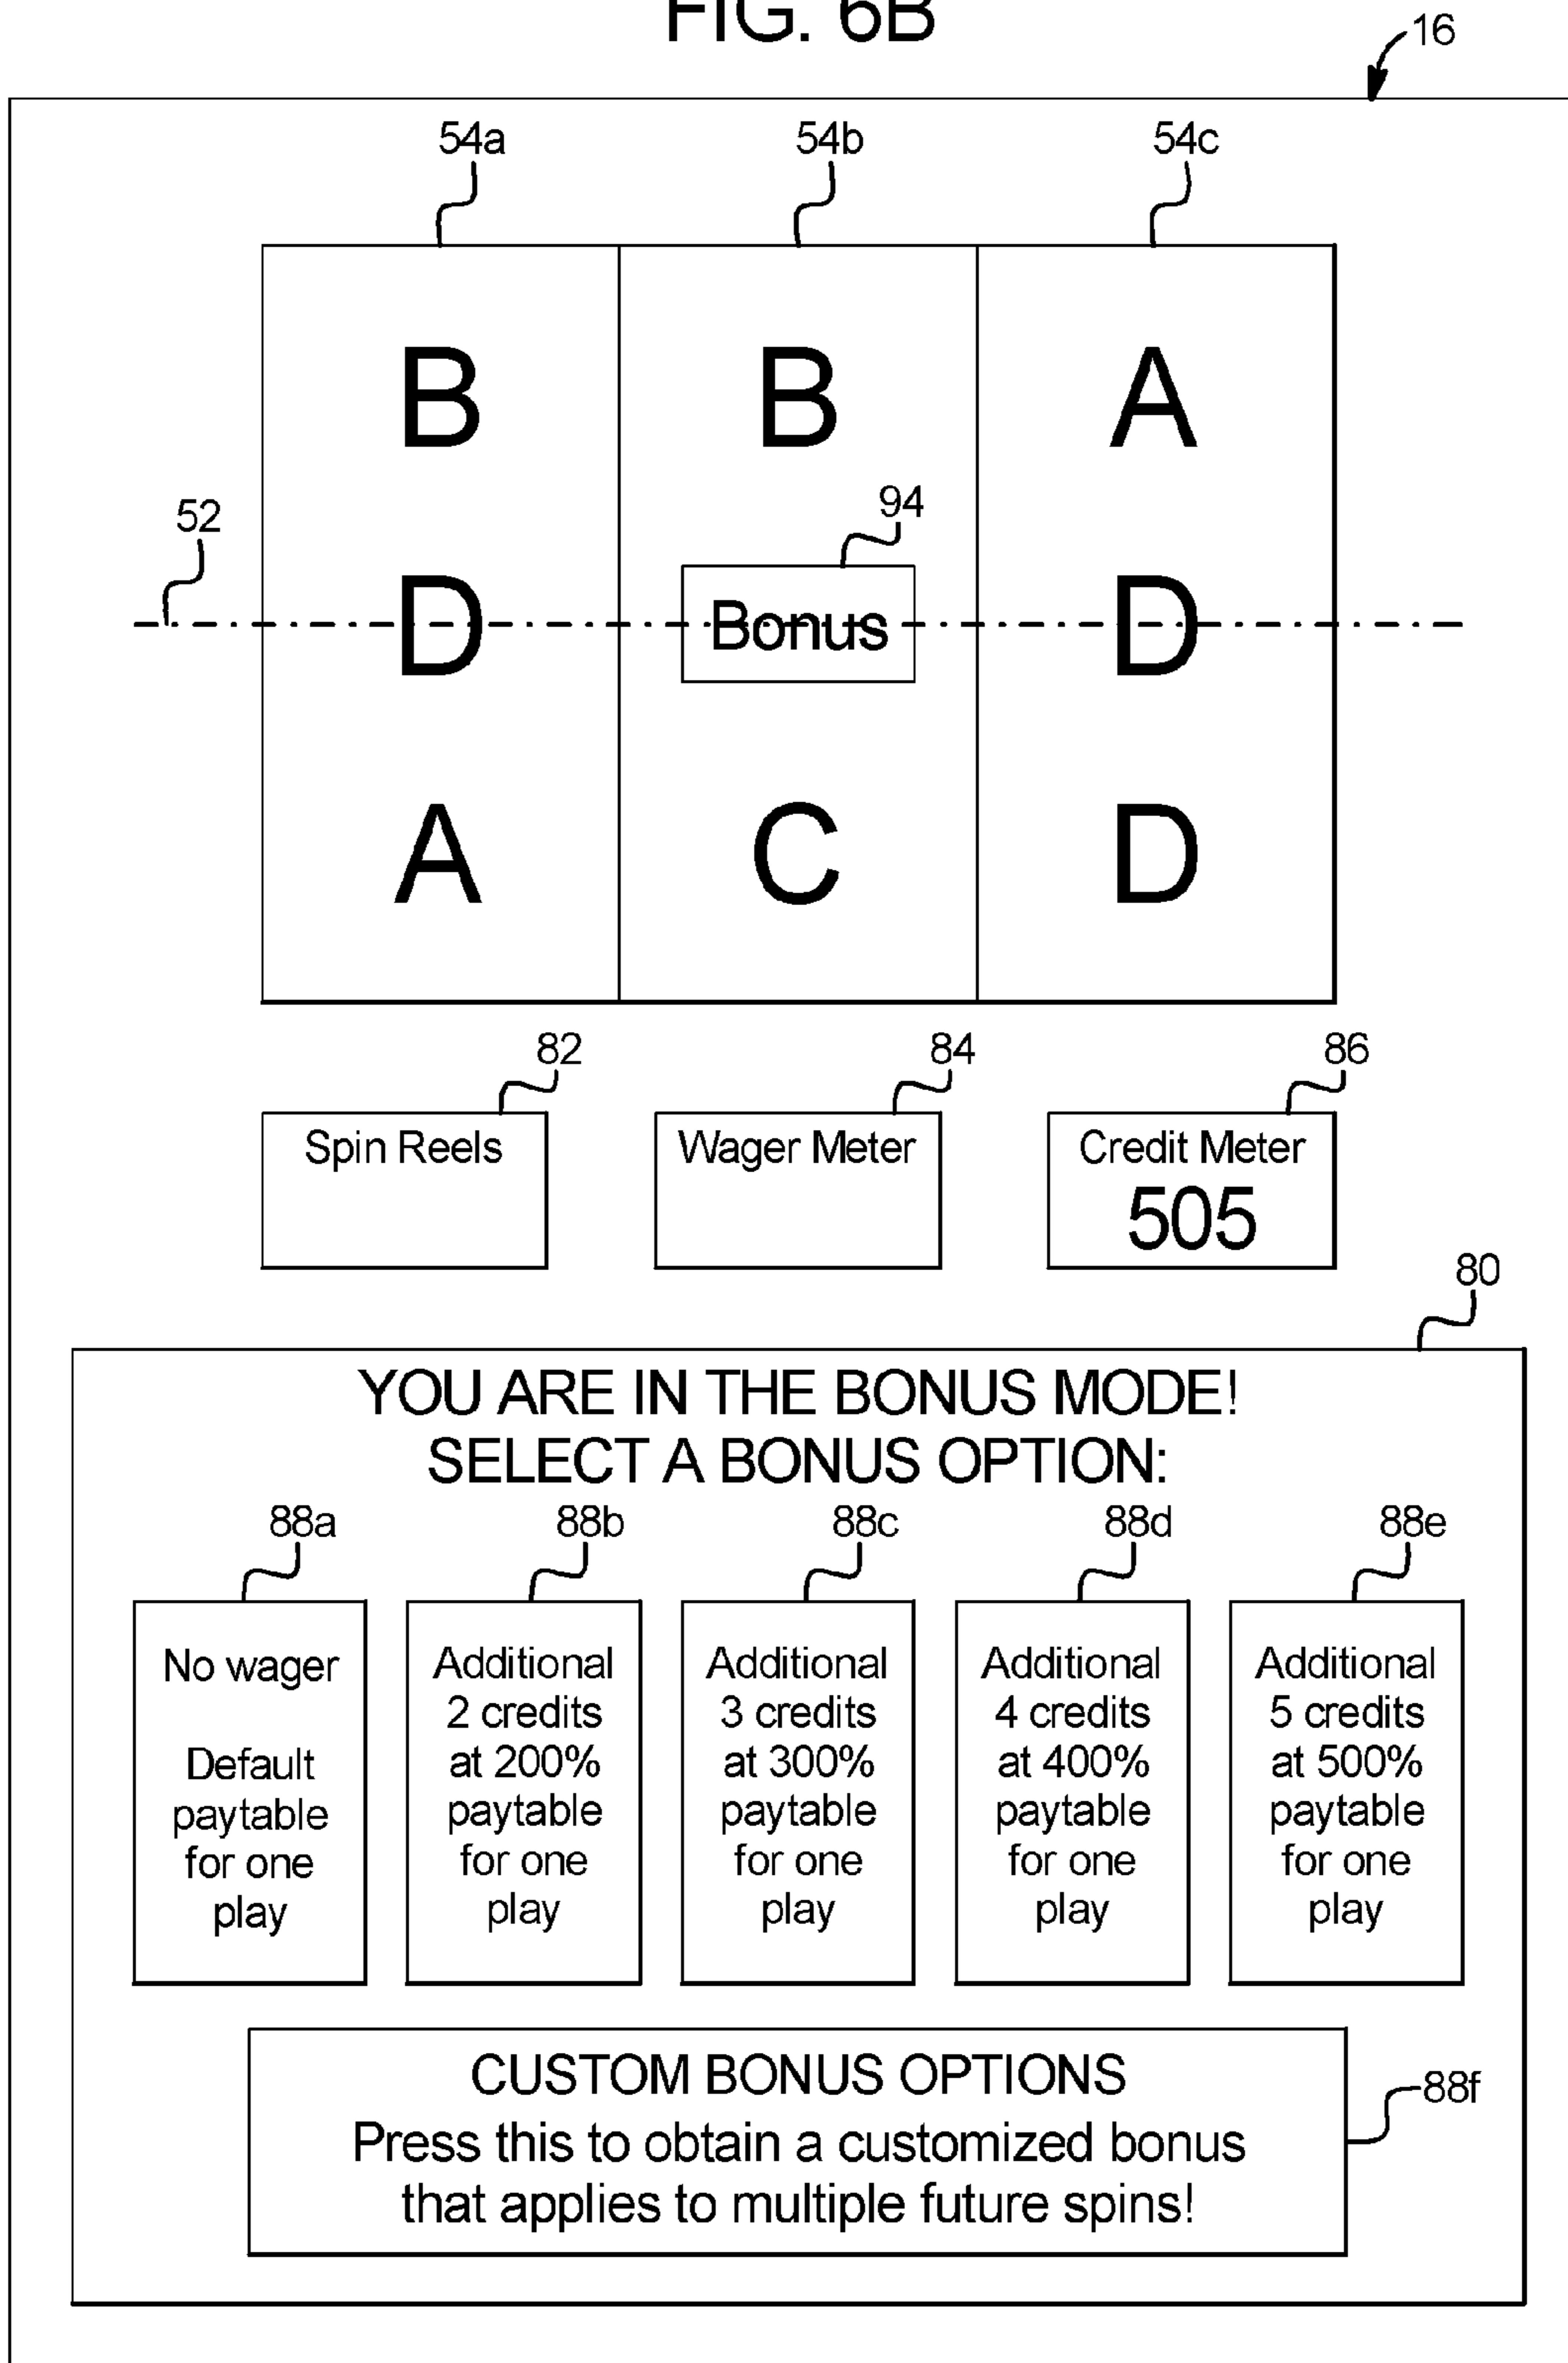 FIG. 6B
16
54a 54b 54c
B B A
94
52
D Bonus D
A C D
82 84 86
Spin Reels Wager Meter Credit Meter
505
80
YOU ARE IN THE BONUS MODE!
SELECT A BONUS OPTION:
88a 88b 88c 88d 88e
No wager
Default
paytable
for one
play
Additional
2 credits
at 200%
paytable
for one
play
Additional
3 credits
at 300%
paytable
for one
play
Additional
4 credits
at 400%
paytable
for one
play
Additional
5 credits
at 500%
paytable
for one
play
CUSTOM BONUS OPTIONS
Press this to obtain a customized bonus
that applies to multiple future spins!
88f